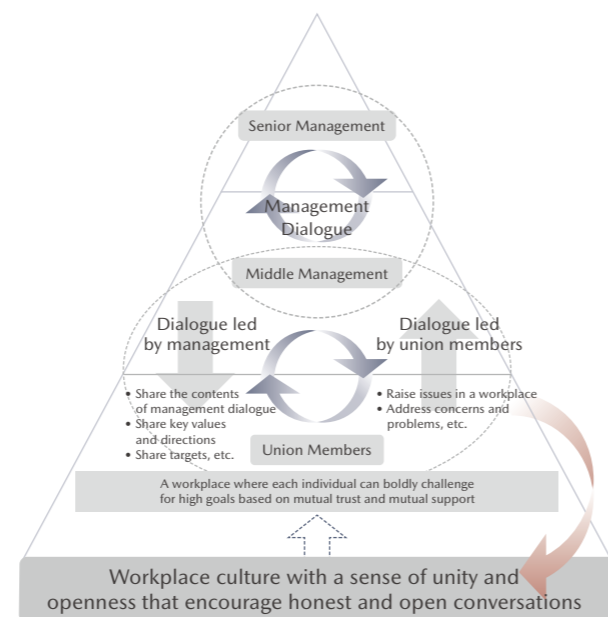 Senior Management
Management
Dialogue
Middle Management
Dialogue led
by management
Dialogue led
by union members
• Share the contents
of management dialogue
• Share key values
and directions
• Share targets, etc.
• Raise issues in a workplace
• Address concerns and
problems, etc.
Union Members
A workplace where each individual can boldly challenge
for high goals based on mutual trust and mutual support
Workplace culture with a sense of unity and
openness that encourage honest and open conversations